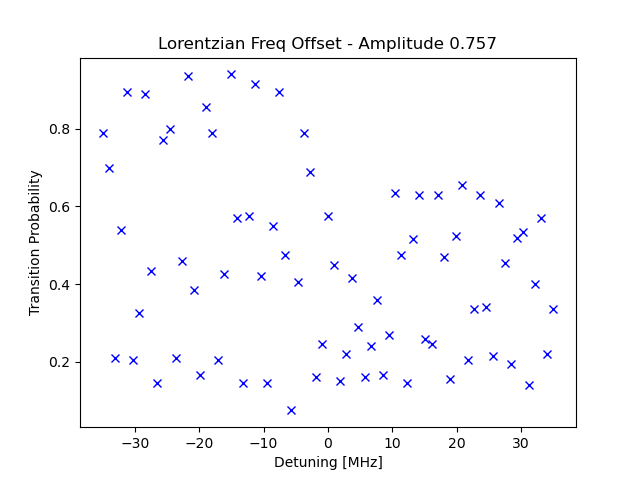 Lorentzian Freq Offset - Amplitude 0.757
Transition Probability
0.8
0.6
0.4
0.2
−30 −20 −10 0 10 20 30
Detuning [MHz]